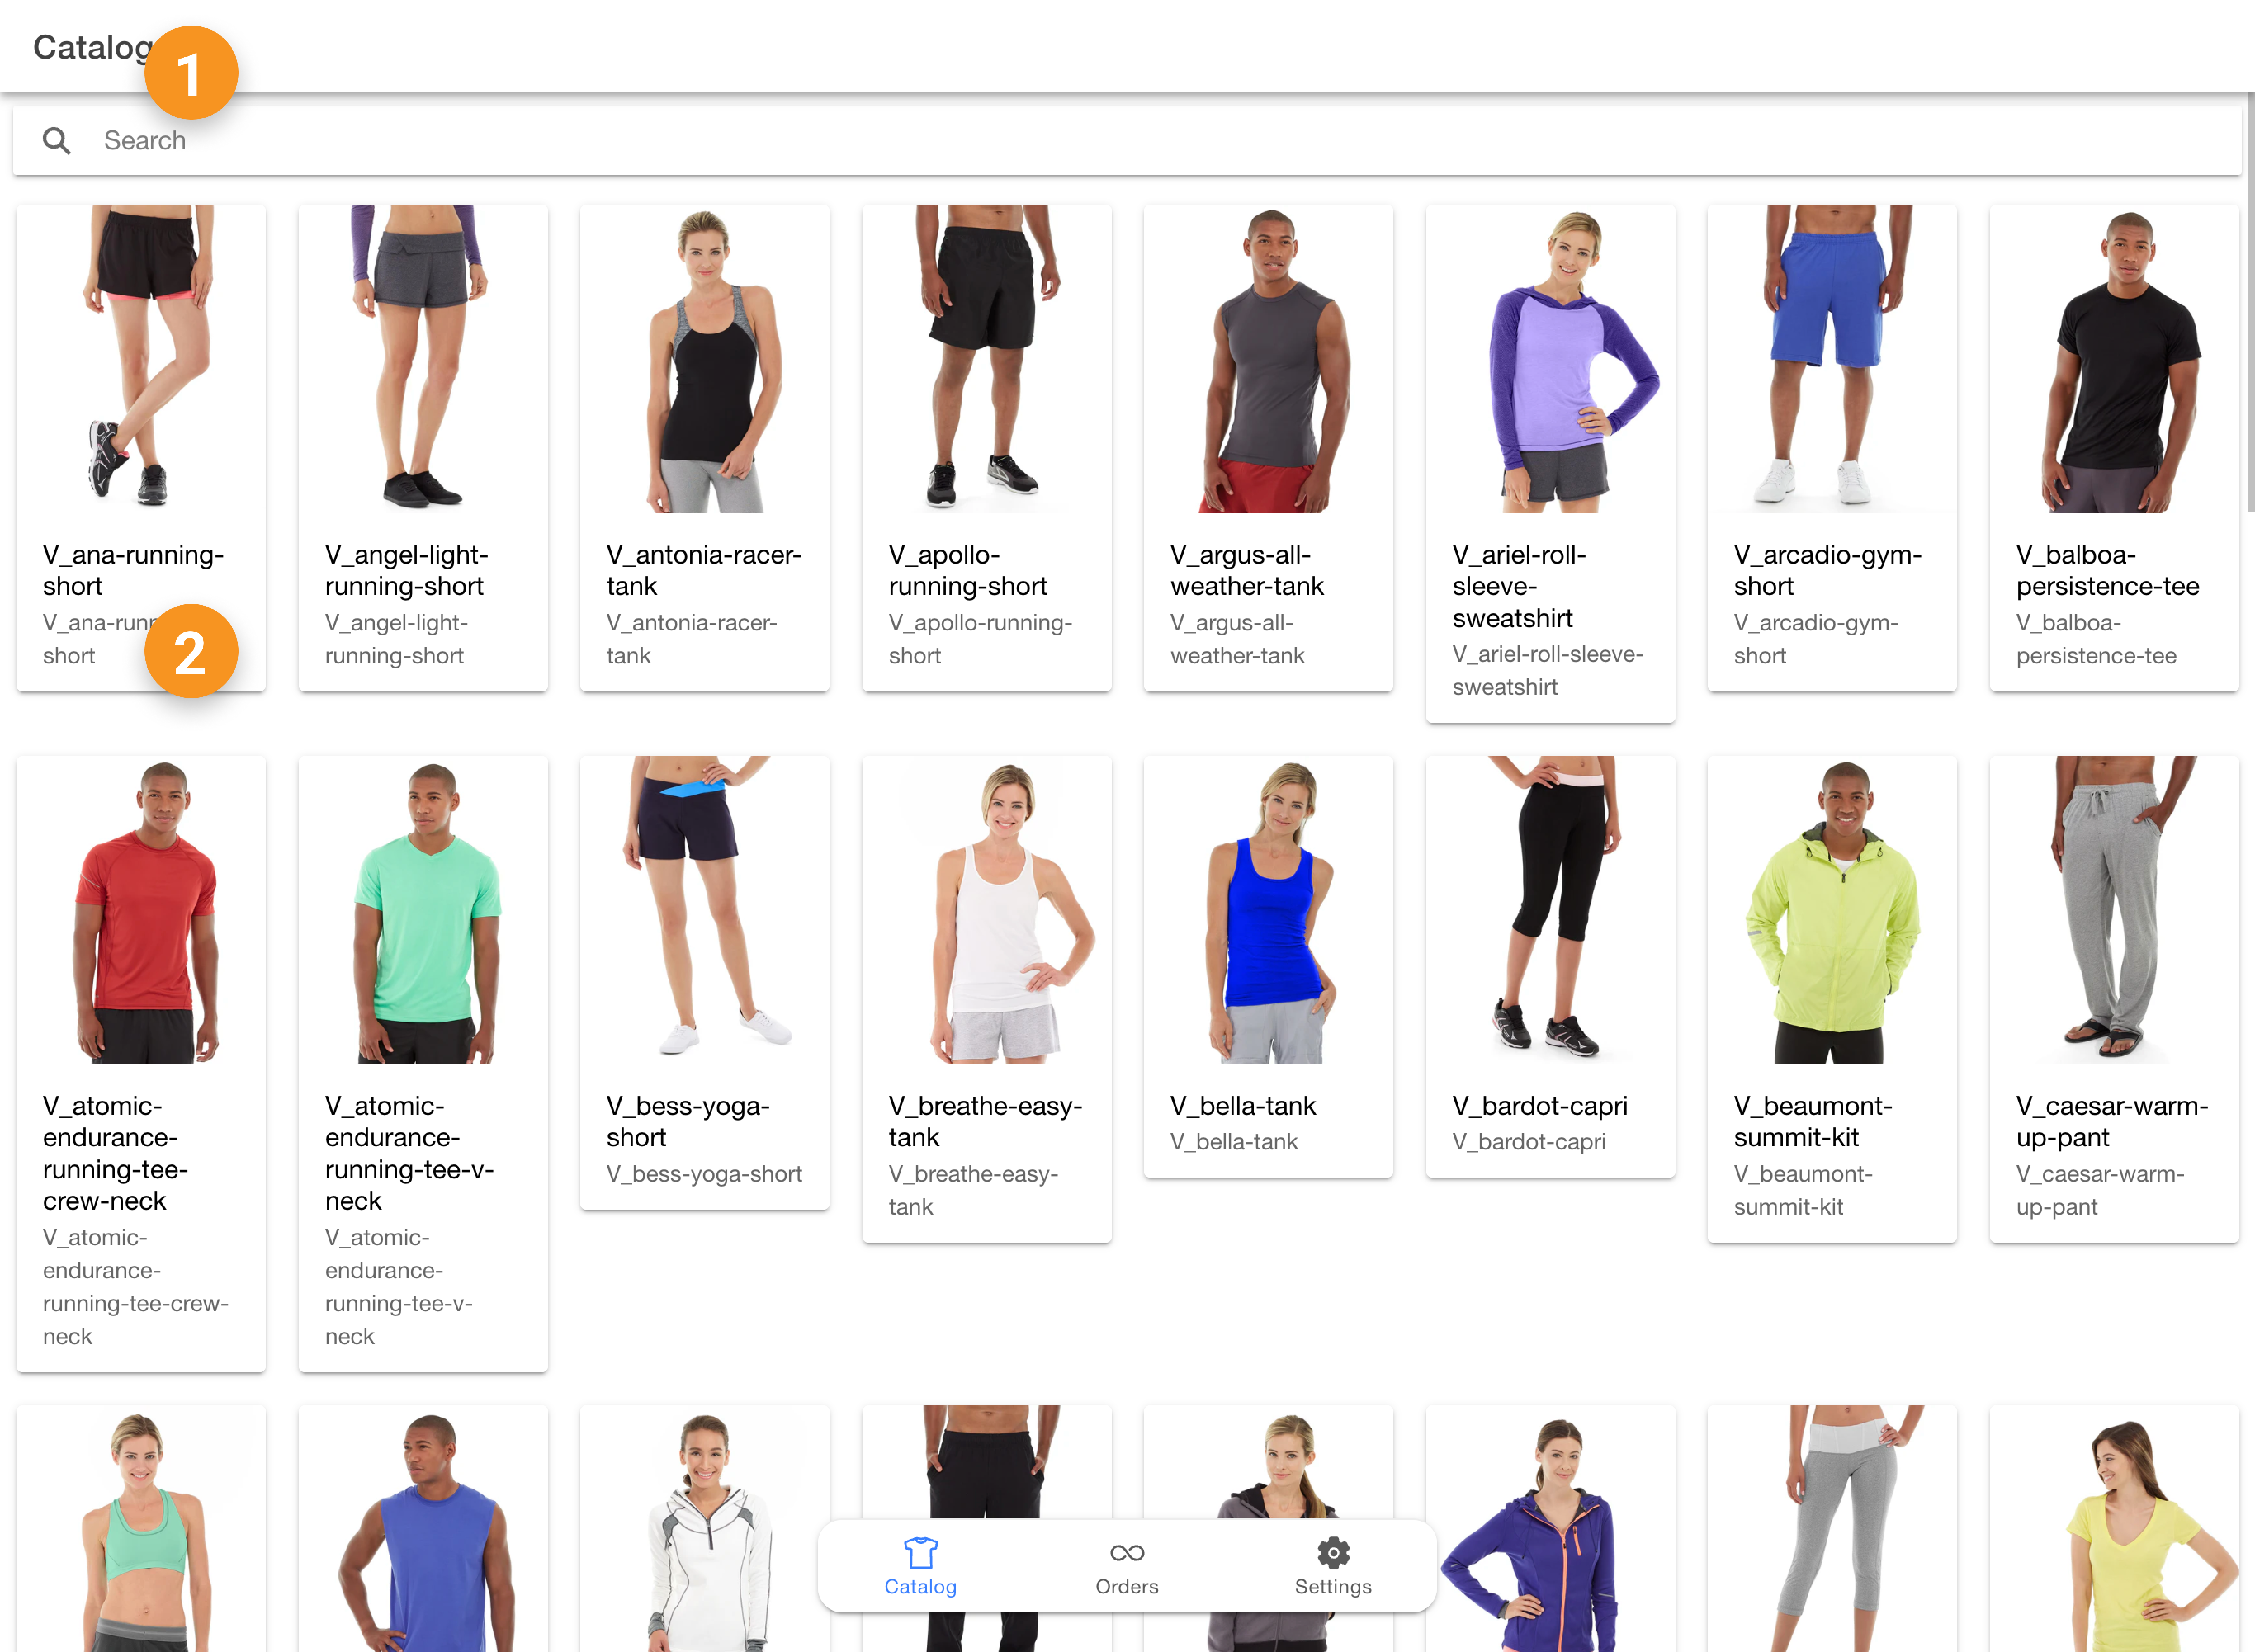 Catalog
1
Search
V_ana-running-
short
V_ana-runn
short
2
V_angel-light-
running-short
V_angel-light-
running-short
V_antonia-racer-
tank
V_antonia-racer-
tank
V_apollo-
running-short
V_apollo-running-
short
V_argus-all-
weather-tank
V_argus-all-
weather-tank
V_ariel-roll-
sleeve-
sweatshirt
V_ariel-roll-sleeve-
sweatshirt
V_arcadio-gym-
short
V_arcadio-gym-
short
V_balboa-
persistence-tee
V_balboa-
persistence-tee
V_atomic-
endurance-
running-tee-
crew-neck
V_atomic-
endurance-
running-tee-crew-
neck
V_atomic-
endurance-
running-tee-v-
neck
V_atomic-
endurance-
running-tee-v-
neck
V_bess-yoga-
short
V_bess-yoga-short
V_breathe-easy-
tank
V_breathe-easy-
tank
V_bella-tank
V_bella-tank
V_bardot-capri
V_bardot-capri
V_beaumont-
summit-kit
V_beaumont-
summit-kit
V_caesar-warm-
up-pant
V_caesar-warm-
up-pant
Catalog
Orders
Settings